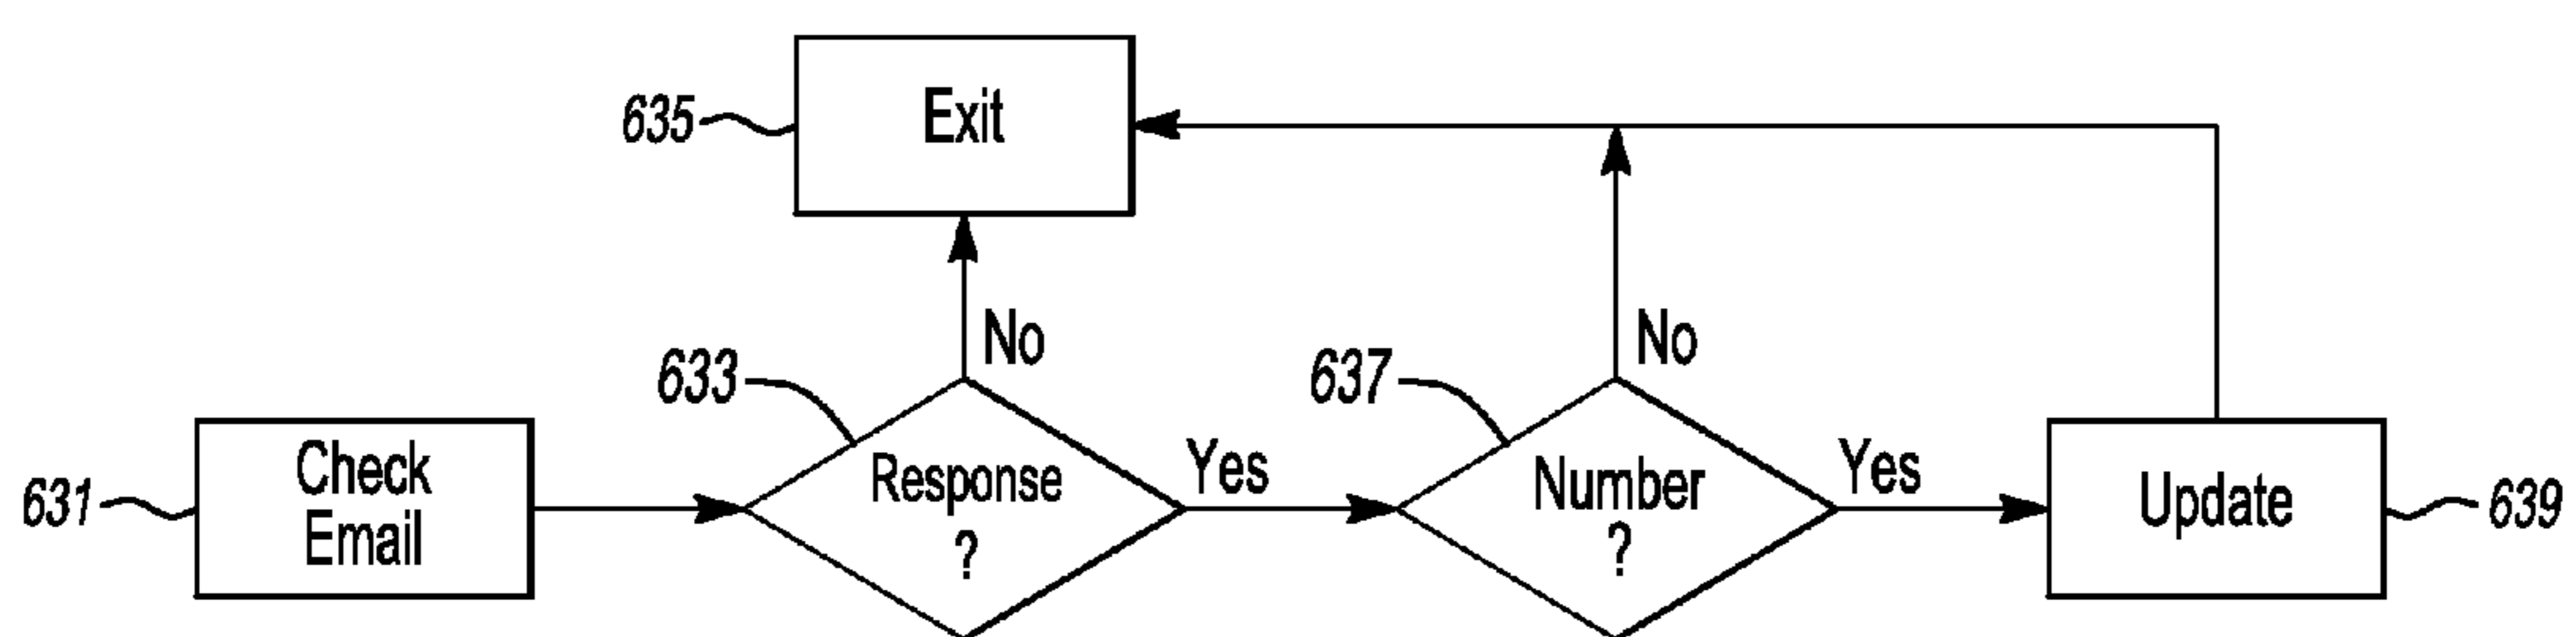 635
Exit
No
No
633
637
631
Check
Email
Response
?
Yes
Number
?
Yes
Update
639